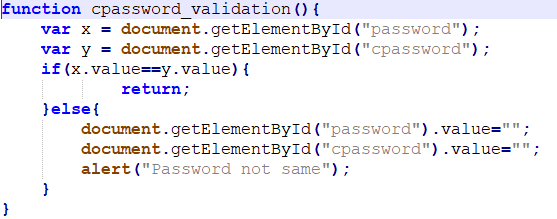 function cpassword_validation(){
    var x = document.getElementById("password");
    var y = document.getElementById("cpassword");
    if(x.value==y.value){
            return;
    }else{
        document.getElementById("password").value="";
        document.getElementById("cpassword").value="";
        alert("Password not same");
    }
}